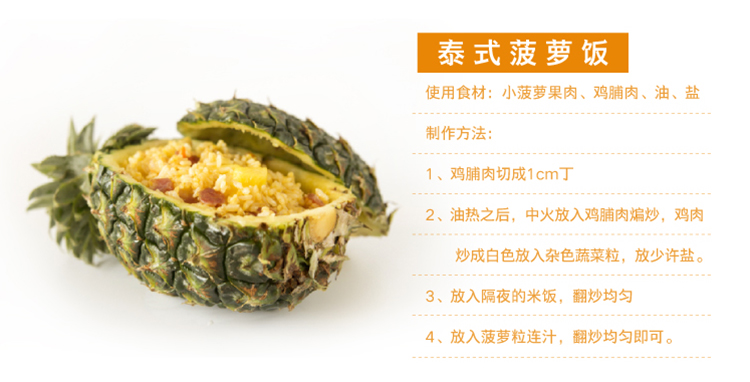 泰式菠萝饭
使用食材：小菠萝果肉、鸡脯肉、油、盐
制作方法：
1、鸡脯肉切成1cm丁
2、油热之后，中火放入鸡脯肉煸炒，鸡肉
炒成白色放入杂色蔬菜粒，放少许盐。
3、放入隔夜的米饭，翻炒均匀
4、放入菠萝粒连汁，翻炒均匀即可。